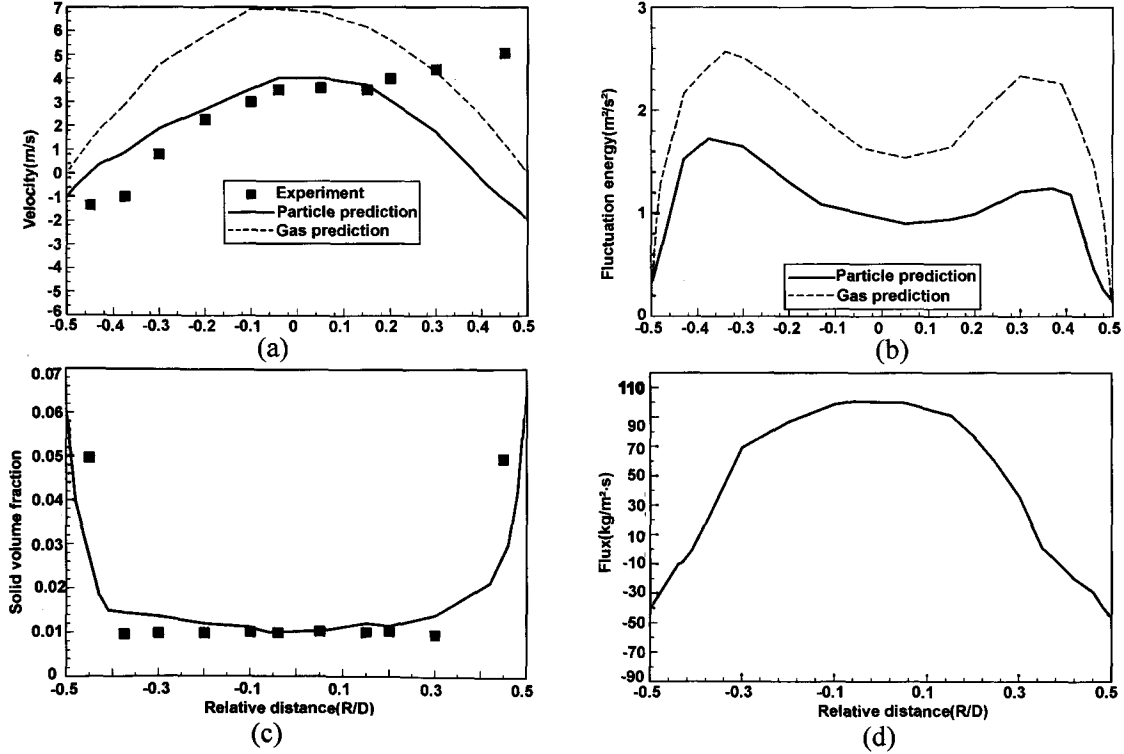 7
6
5
4
3
2
1
0
-1
-2
-3
-4
-5
-6
Velocity(m/s)
Experiment
Particle prediction
Gas prediction
-0.5 -0.4 -0.3 -0.2 -0.1 0 0.1 0.2 0.3 0.4 0.5
(a)
3
2
1
0
Fluctuation energy(m²/s²)
Particle prediction
Gas prediction
-0.5 -0.4 -0.3 -0.2 -0.1 0 0.1 0.2 0.3 0.4 0.5
(b)
0.07
0.06
0.05
0.04
0.03
0.02
0.01
0
Solid volume fraction
-0.5 -0.3 -0.1 0.1 0.3 0.5
Relative distance(R/D)
(c)
110
90
70
50
30
10
-10
-30
-50
-70
-90
Flux(kg/m²·s)
-0.5 -0.3 -0.1 0.1 0.3 0.5
Relative distance(R/D)
(d)